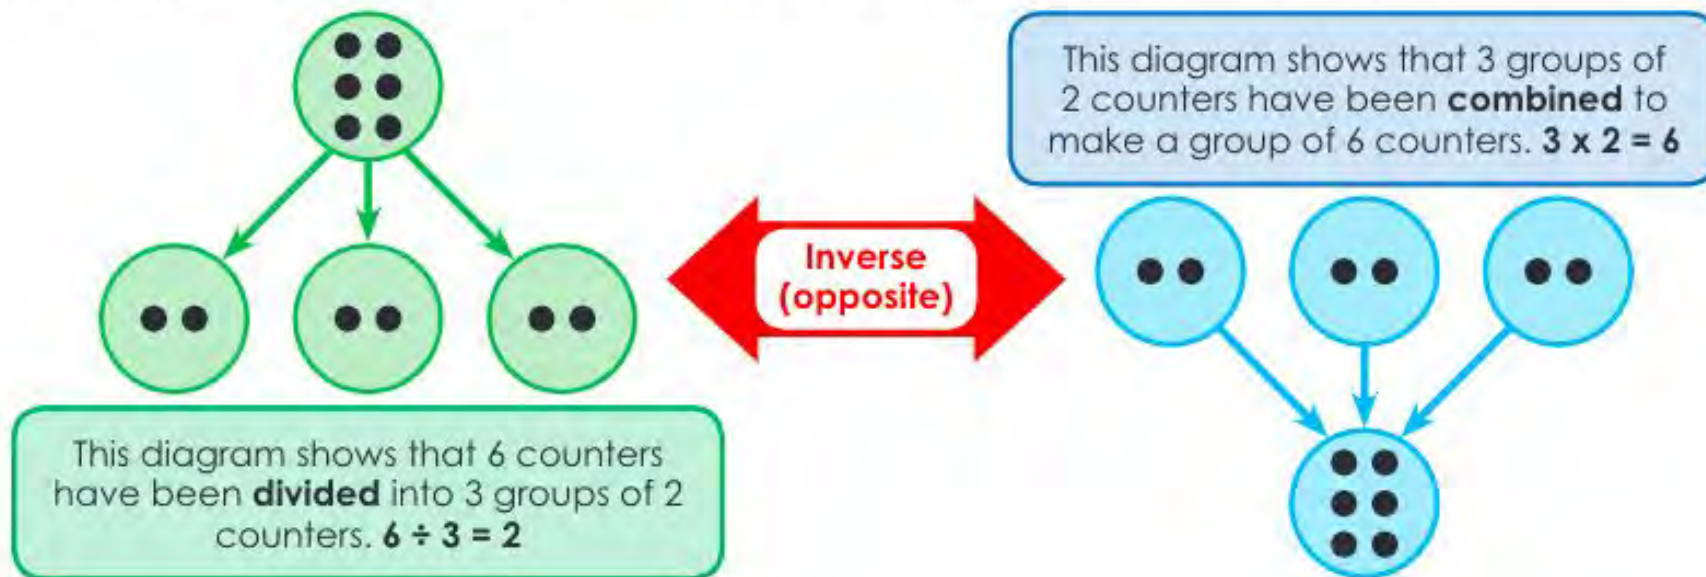 This diagram shows that 3 groups of
2 counters have been combined to
make a group of 6 counters. 3 x 2 = 6
Inverse
(opposite)
This diagram shows that 6 counters
have been divided into 3 groups of 2
counters. 6 ÷ 3 = 2